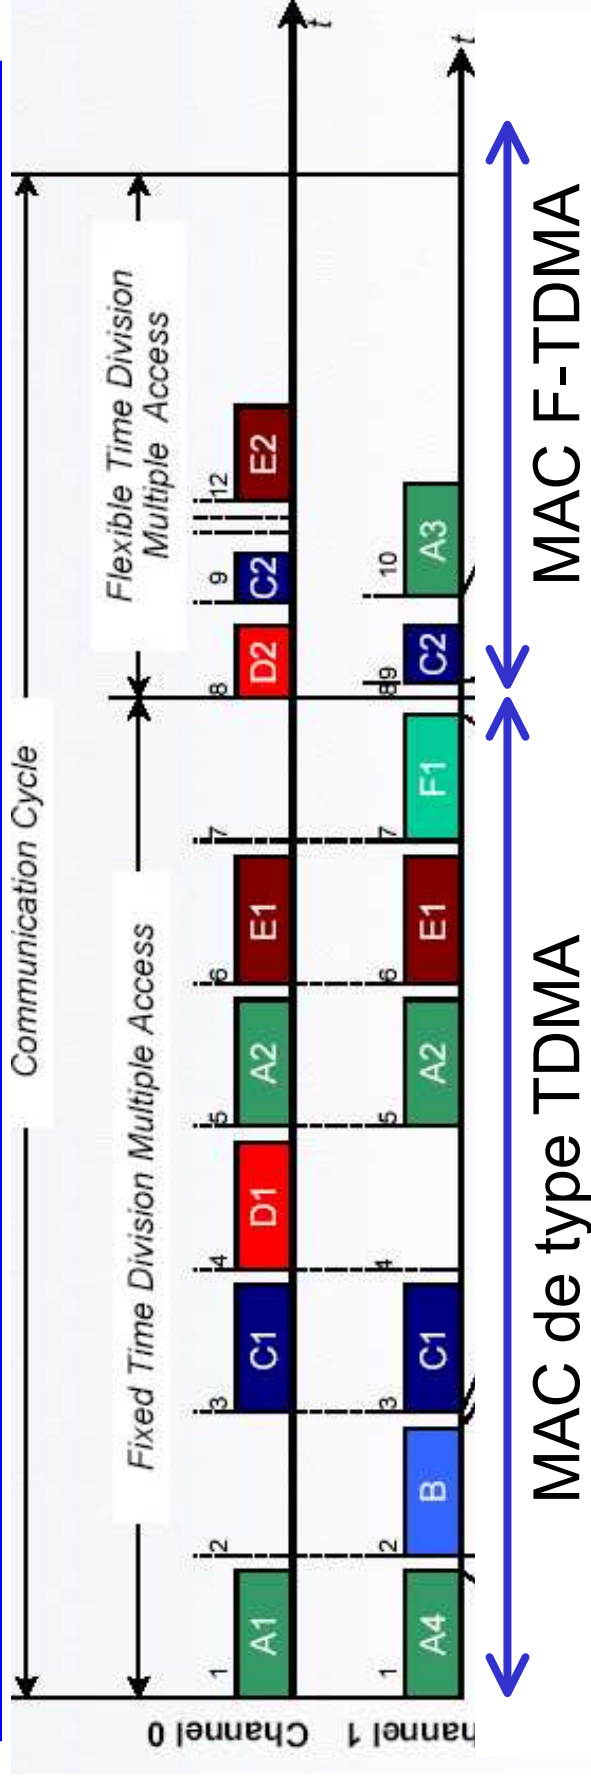 Communication Cycle
Fixed Time Division Multiple Access
Flexible Time Division
Multiple Access
Channel 0
1 2 3 4 5 6 7 8 9 12
A1 C1 D1 A2 E1 D2 C2 E2
t
hannel 1
1 2 3 4 5 6 7 8 9 10
A4 B C1 A2 E1 F1 C2 A3
t
MAC de type TDMA
MAC F-TDMA